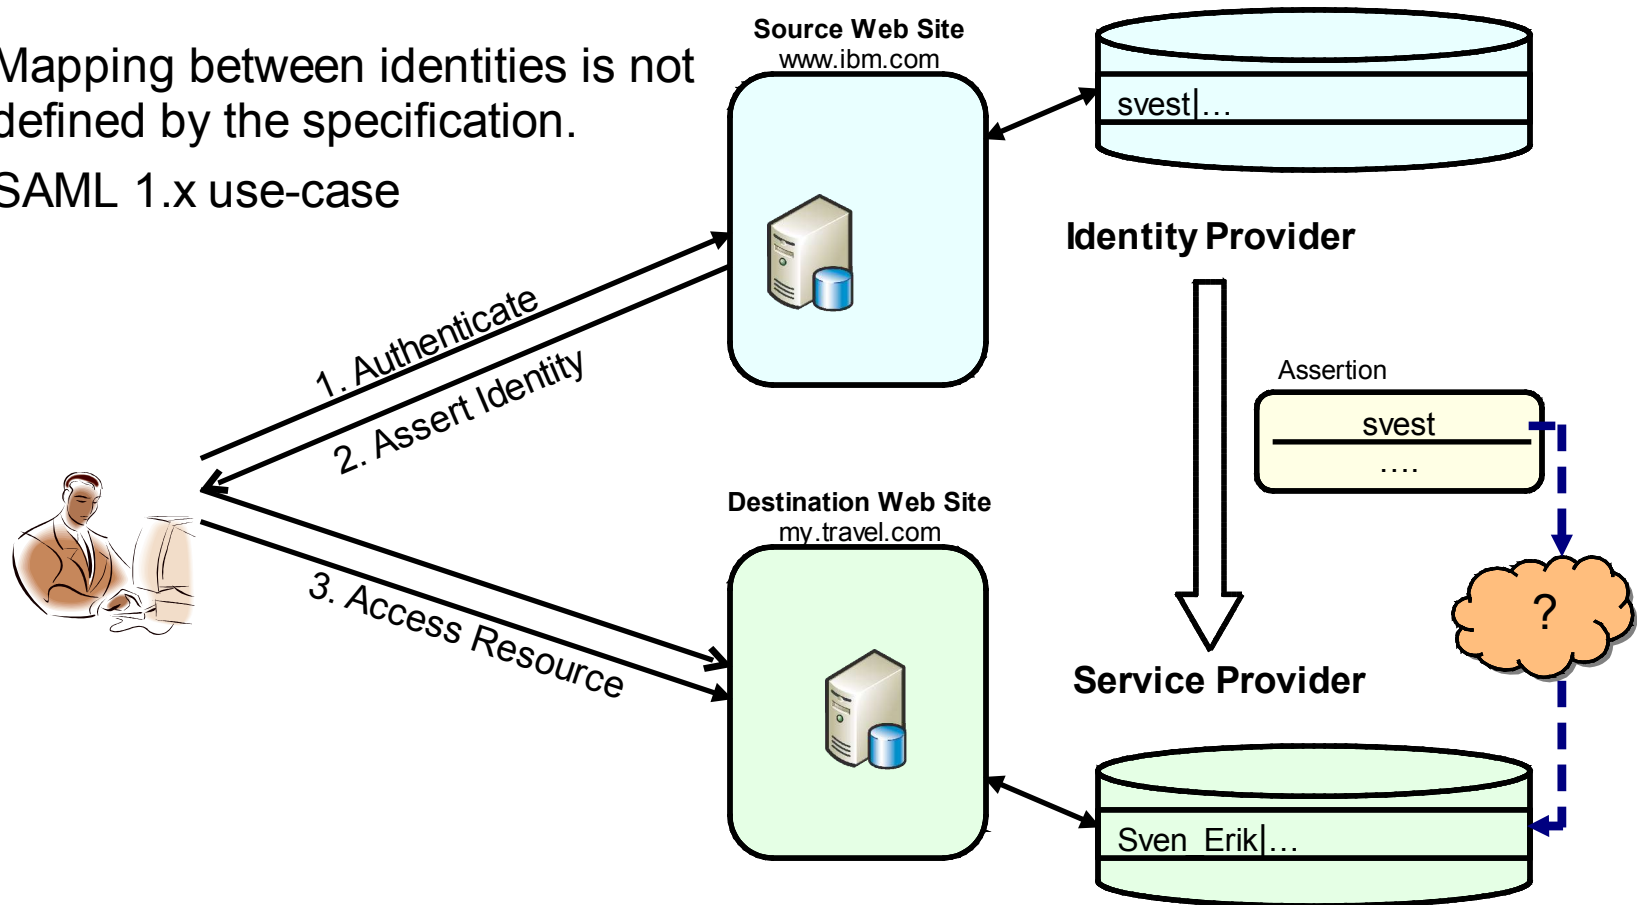 Mapping between identities is not
defined by the specification.
SAML 1.x use-case
Source Web Site
www.ibm.com
svest|...
Identity Provider
1. Authenticate
2. Assert Identity
Assertion
svest
....
Destination Web Site
my.travel.com
3. Access Resource
?
Service Provider
Sven_Erik|...